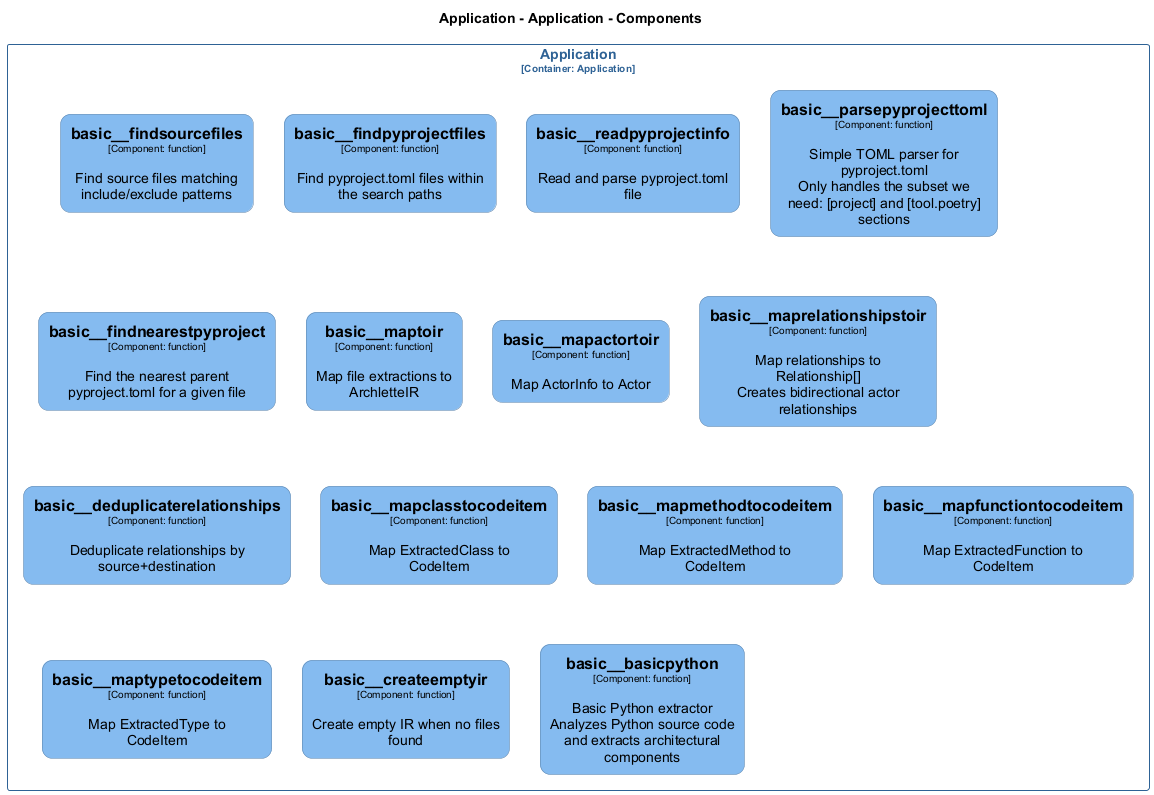 Application - Application - Components
Application
[Container: Application]
basic__findsourcefiles
[Component: function]
Find source files matching
include/exclude patterns
basic__findpyprojectfiles
[Component: function]
Find pyproject.toml files within
the search paths
basic__readpyprojectinfo
[Component: function]
Read and parse pyproject.toml
file
basic__parsepyprojecttoml
[Component: function]
Simple TOML parser for
pyproject.toml
Only handles the subset we
need: [project] and [tool.poetry]
sections
basic__findnearestpyproject
[Component: function]
Find the nearest parent
pyproject.toml for a given file
basic__maptoir
[Component: function]
Map file extractions to
ArchletteIR
basic__mapactortoir
[Component: function]
Map ActorInfo to Actor
basic__maprelationshipstoir
[Component: function]
Map relationships to
Relationship[]
Creates bidirectional actor
relationships
basic__deduplicaterelationships
[Component: function]
Deduplicate relationships by
source+destination
basic__mapclasstocodeitem
[Component: function]
Map ExtractedClass to
CodeItem
basic__mapmethodtocodeitem
[Component: function]
Map ExtractedMethod to
CodeItem
basic__mapfunctiontocodeitem
[Component: function]
Map ExtractedFunction to
CodeItem
basic__maptypetocodeitem
[Component: function]
Map ExtractedType to
CodeItem
basic__createemptyir
[Component: function]
Create empty IR when no files
found
basic__basicpython
[Component: function]
Basic Python extractor
Analyzes Python source code
and extracts architectural
components